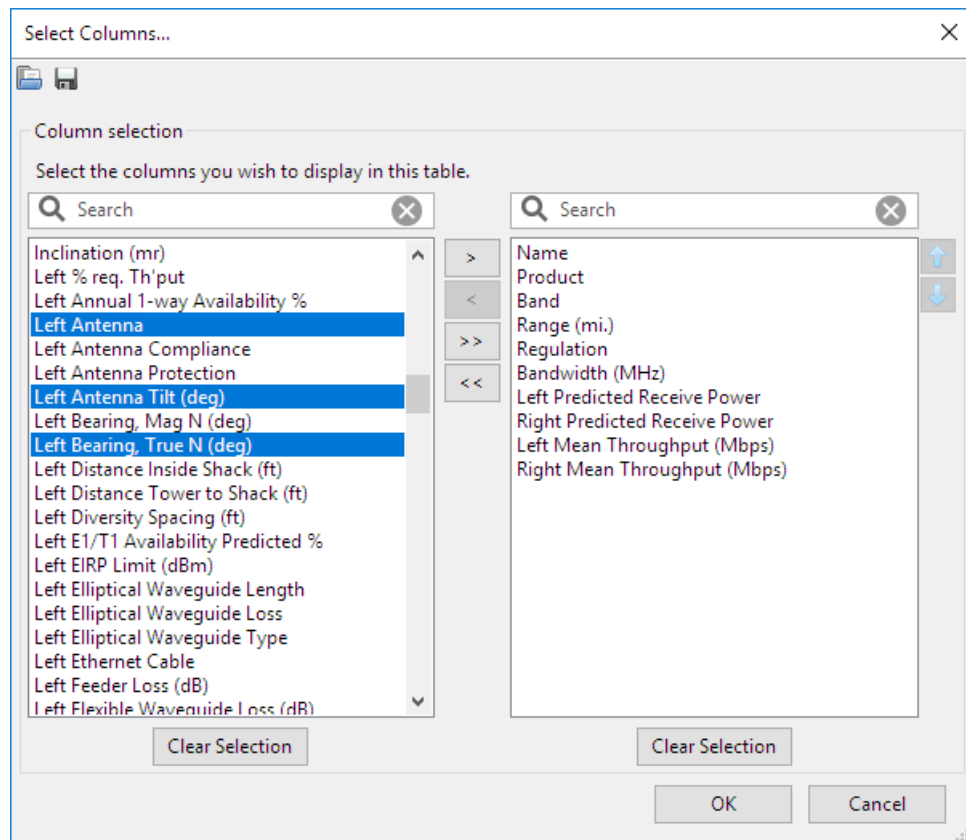 Select Columns...
Column selection
Select the columns you wish to display in this table.
Search
Inclination (mr)
Left % req. Th'put
Left Annual 1-way Availability %
Left Antenna
Left Antenna Compliance
Left Antenna Protection
Left Antenna Tilt (deg)
Left Bearing, Mag N (deg)
Left Bearing, True N (deg)
Left Distance Inside Shack (ft)
Left Distance Tower to Shack (ft)
Left Diversity Spacing (ft)
Left E1/T1 Availability Predicted %
Left EIRP Limit (dBm)
Left Elliptical Waveguide Length
Left Elliptical Waveguide Loss
Left Elliptical Waveguide Type
Left Ethernet Cable
Left Feeder Loss (dB)
Left Flexible Waveguide Loss (dB)
Clear Selection
>
<
>>
<<
Search
Name
Product
Band
Range (mi.)
Regulation
Bandwidth (MHz)
Left Predicted Receive Power
Right Predicted Receive Power
Left Mean Throughput (Mbps)
Right Mean Throughput (Mbps)
Clear Selection
OK
Cancel